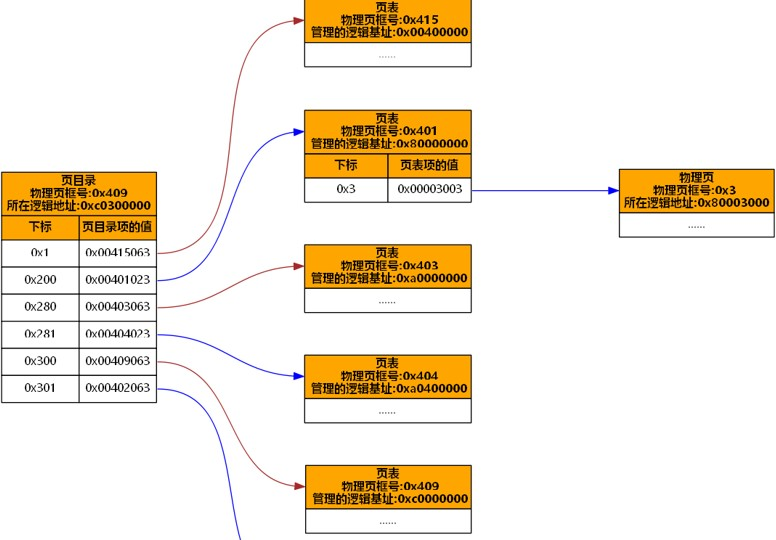 页表
物理页框号:0x415
管理的逻辑基址:0x00400000
......
页表
物理页框号:0x401
管理的逻辑基址:0x80000000
下标 页表项的值
0x3 0x00003003
物理页
物理页框号:0x3
所在逻辑地址:0x80003000
......
页目录
物理页框号:0x409
所在逻辑地址:0xc0300000
下标 页目录项的值
0x1 0x00415063
0x200 0x00401023
0x280 0x00403063
0x281 0x00404023
0x300 0x00409063
0x301 0x00402063
页表
物理页框号:0x403
管理的逻辑基址:0xa0000000
......
页表
物理页框号:0x404
管理的逻辑基址:0xa0400000
......
页表
物理页框号:0x409
管理的逻辑基址:0xc0000000
......